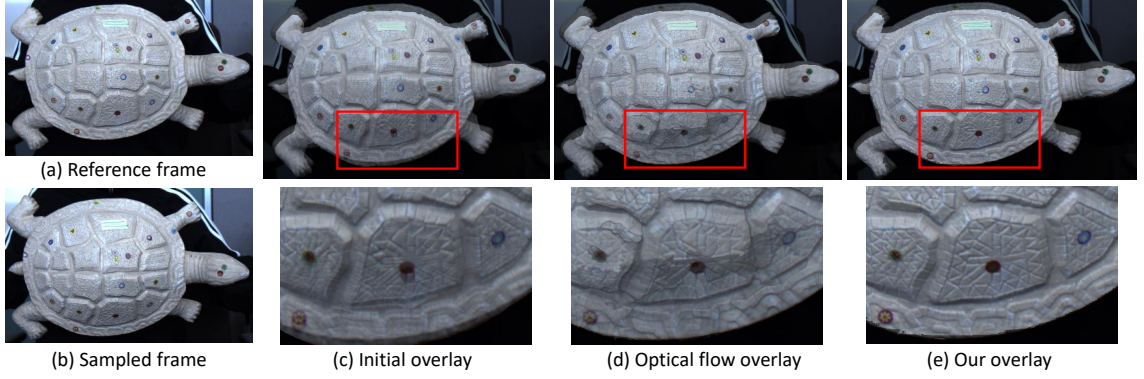 (a) Reference frame
(b) Sampled frame
(c) Initial overlay
(d) Optical flow overlay
(e) Our overlay